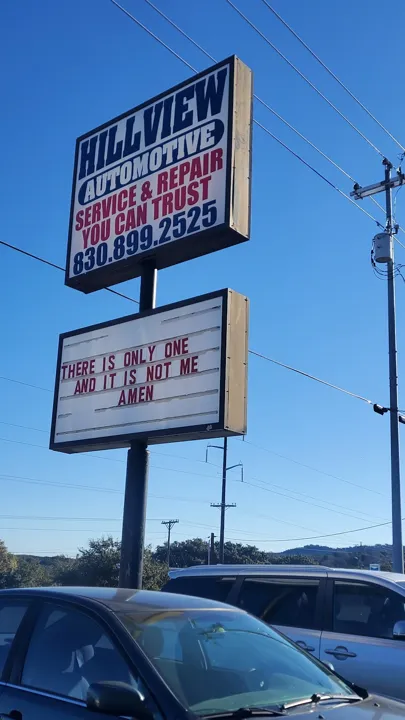 HILLVIEW
AUTOMOTIVE
SERVICE & REPAIR
YOU CAN TRUST
830.899.2525
THERE IS ONLY ONE
AND IT IS NOT ME
AMEN